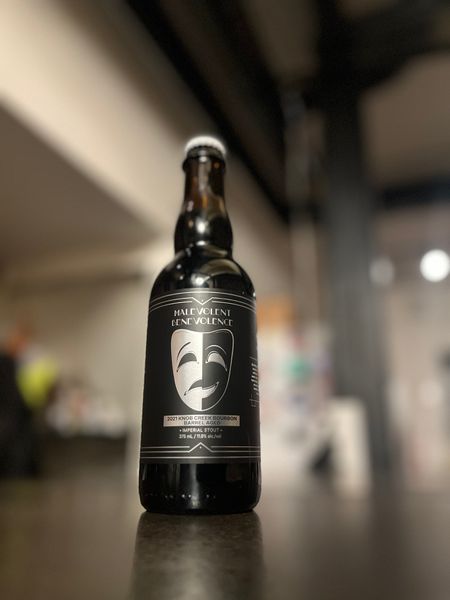 MALEVOLENT
BENEVOLENCE
2021 KNOB CREEK BOURBON
BARREL AGED
• IMPERIAL STOUT •
375 mL / 11.8% alc./vol